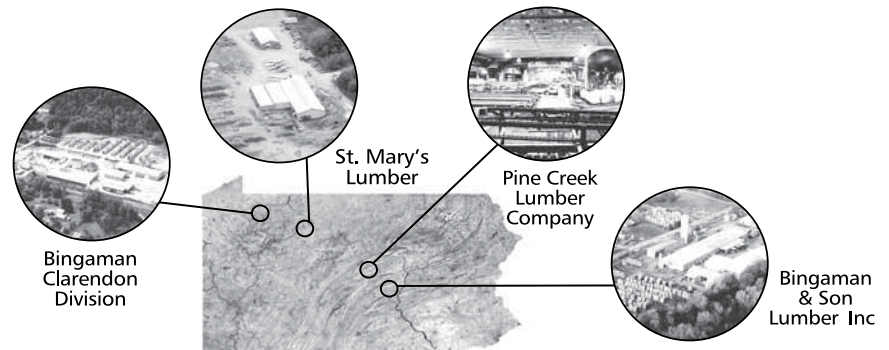 St. Mary's
Lumber
Pine Creek
Lumber
Company
Bingaman
Clarendon
Division
Bingaman
& Son
Lumber Inc